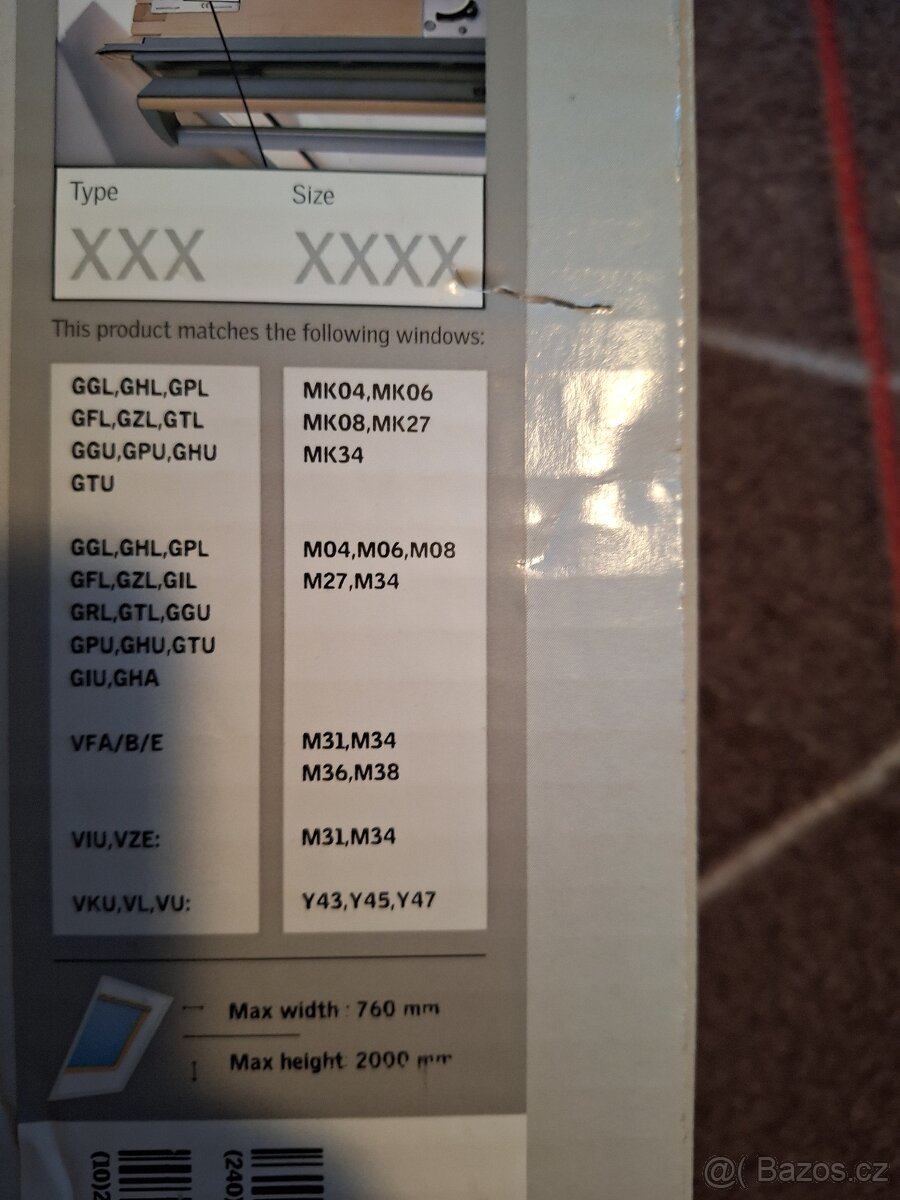 Type Size
XXX XXXX
This product matches the following windows:
GGL,GHL,GPL MK04,MK06
GFL,GZL,GTL MK08,MK27
GGU,GPU,GHU MK34
GTU
GGL,GHL,GPL M04,M06,M08
GFL,GZL,GIL M27,M34
GRL,GTL,GGU
GPU,GHU,GTU
GIU,GHA
VFA/B/E M31,M34
M36,M38
VIU,VZE: M31,M34
VKU,VL,VU: Y43,Y45,Y47
Max width : 760 mm
Max height: 2000 mm
(10)2
(240)
@( Bazos.cz